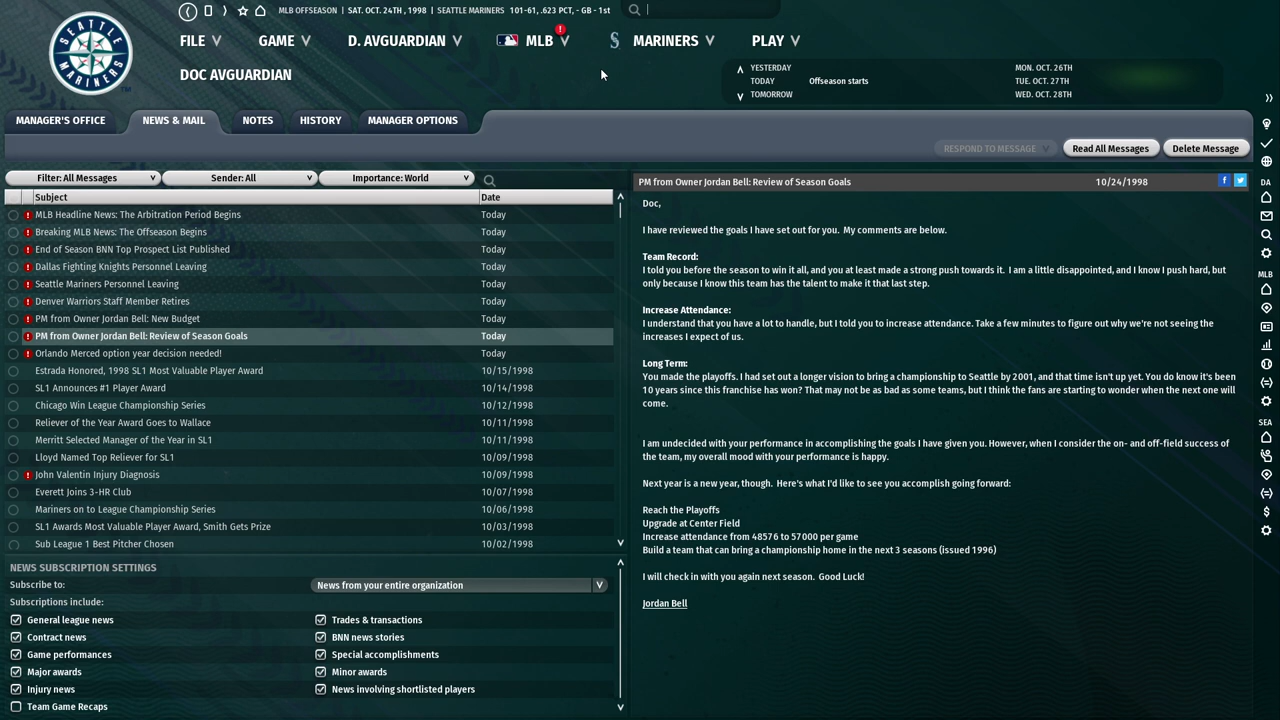 MLB OFFSEASON | SAT. OCT. 24TH , 1998 | SEATTLE MARINERS 101-61, .623 PCT, - GB - 1st
SEATTLE
MARINERS
FILE
GAME
D. AVGUARDIAN
MLB
MARINERS
PLAY
DOC AVGUARDIAN
YESTERDAY
MON. OCT. 26TH
TODAY
Offseason starts
TUE. OCT. 27TH
TOMORROW
WED. OCT. 28TH
MANAGER'S OFFICE
NEWS & MAIL
NOTES
HISTORY
MANAGER OPTIONS
RESPOND TO MESSAGE
Read All Messages
Delete Message
Filter: All Messages
Sender: All
Importance: World
Subject
Date
MLB Headline News: The Arbitration Period Begins Today
Breaking MLB News: The Offseason Begins Today
End of Season BNN Top Prospect List Published Today
Dallas Fighting Knights Personnel Leaving Today
Seattle Mariners Personnel Leaving Today
Denver Warriors Staff Member Retires Today
PM from Owner Jordan Bell: New Budget Today
PM from Owner Jordan Bell: Review of Season Goals Today
Orlando Merced option year decision needed! Today
Estrada Honored, 1998 SL1 Most Valuable Player Award 10/15/1998
SL1 Announces #1 Player Award 10/14/1998
Chicago Win League Championship Series 10/12/1998
Reliever of the Year Award Goes to Wallace 10/11/1998
Merritt Selected Manager of the Year in SL1 10/11/1998
Lloyd Named Top Reliever for SL1 10/09/1998
John Valentin Injury Diagnosis 10/09/1998
Everett Joins 3-HR Club 10/07/1998
Mariners on to League Championship Series 10/06/1998
SL1 Awards Most Valuable Player Award, Smith Gets Prize 10/03/1998
Sub League 1 Best Pitcher Chosen 10/02/1998
NEWS SUBSCRIPTION SETTINGS
Subscribe to:
News from your entire organization
Subscriptions include:
General league news
Trades & transactions
Contract news
BNN news stories
Game performances
Special accomplishments
Major awards
Minor awards
Injury news
News involving shortlisted players
Team Game Recaps
PM from Owner Jordan Bell: Review of Season Goals
10/24/1998
Doc,
I have reviewed the goals I have set out for you. My comments are below.
Team Record:
I told you before the season to win it all, and you at least made a strong push towards it. I am a little disappointed, and I know I push hard, but
only because I know this team has the talent to make it that last step.
Increase Attendance:
I understand that you have a lot to handle, but I told you to increase attendance. Take a few minutes to figure out why we're not seeing the
increases I expect of us.
Long Term:
You made the playoffs. I had set out a longer vision to bring a championship to Seattle by 2001, and that time isn't up yet. You do know it's been
10 years since this franchise has won? That may not be as bad as some teams, but I think the fans are starting to wonder when the next one will
come.
I am undecided with your performance in accomplishing the goals I have given you. However, when I consider the on- and off-field success of
the team, my overall mood with your performance is happy.
Next year is a new year, though. Here's what I'd like to see you accomplish going forward:
Reach the Playoffs
Upgrade at Center Field
Increase attendance from 48576 to 57000 per game
Build a team that can bring a championship home in the next 3 seasons (issued 1996)
I will check in with you again next season. Good Luck!
Jordan Bell
DA
MLB
SEA